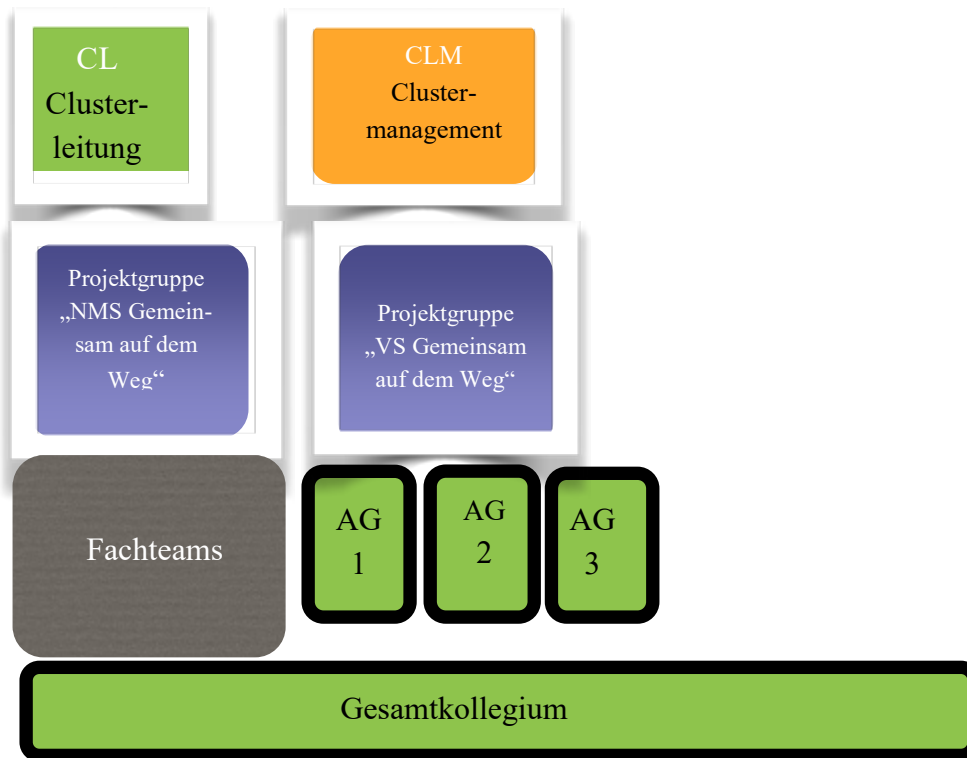 CL
Cluster-
leitung
CLM
Cluster-
management
Projektgruppe
„NMS Gemein-
sam auf dem
Weg“
Projektgruppe
„VS Gemeinsam
auf dem Weg“
Fachteams
AG
1
AG
2
AG
3
Gesamtkollegium